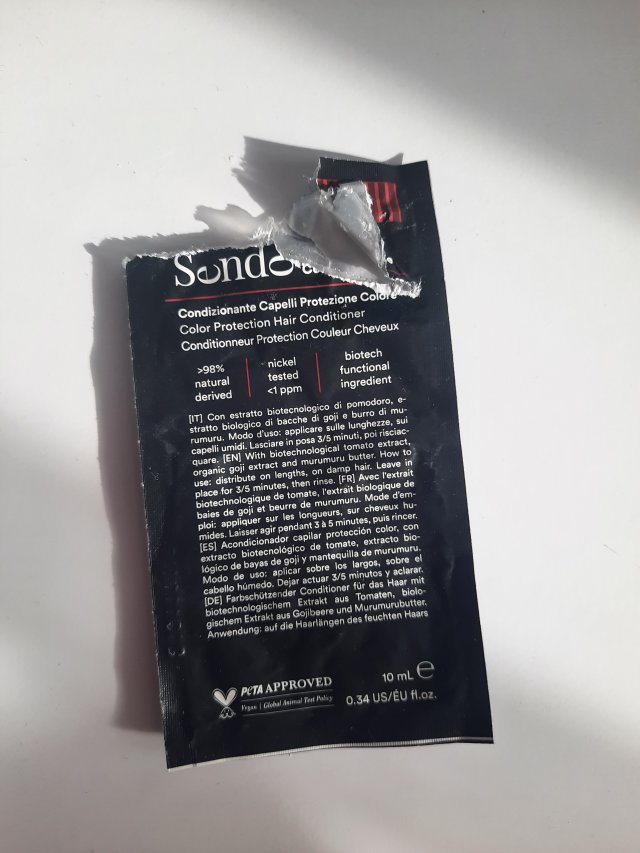 Condizionante Capelli Protezione Colore
Color Protection Hair Conditioner
Conditionneur Protection Couleur Cheveux
>98%
natural
derived
nickel
tested
<1 ppm
biotech
functional
ingredient
[IT] Con estratto biotecnologico di pomodoro, e-
stratto biologico di bacche di goji e burro di mu-
rumuru. Modo d'uso: applicare sulle lunghezze, sui
capelli umidi. Lasciare in posa 3/5 minuti, poi risciac-
quare. [EN] With biotechnological tomato extract,
organic goji extract and murumuru butter. How to
use: distribute on lengths, on damp hair. Leave in
place for 3/5 minutes, then rinse. [FR] Avec l'extrait
biotechnologique de tomate, l'extrait biologique de
baies de goji et beurre de murumuru. Mode d'em-
ploi: appliquer sur les longueurs, sur cheveux hu-
mides. Laisser agir pendant 3 à 5 minutes, puis rincer.
[ES] Acondicionador capilar protección color, con
extracto biotecnológico de tomate, extracto bio-
lógico de bayas de goji y mantequilla de murumuru.
Modo de uso: aplicar sobre los largos, sobre el
cabello húmedo. Dejar actuar 3/5 minutos y aclarar.
[DE] Farbschützender Conditioner für das Haar mit
biotechnologischem Extrakt aus Tomaten, biolo-
gischem Extrakt aus Gojibeere und Murumurubutter.
Anwendung: auf die Haarlängen des feuchten Haars
PETA APPROVED
Vegan | Global Animal Test Policy
10 mL ℮
0.34 US/ÉU fl.oz.